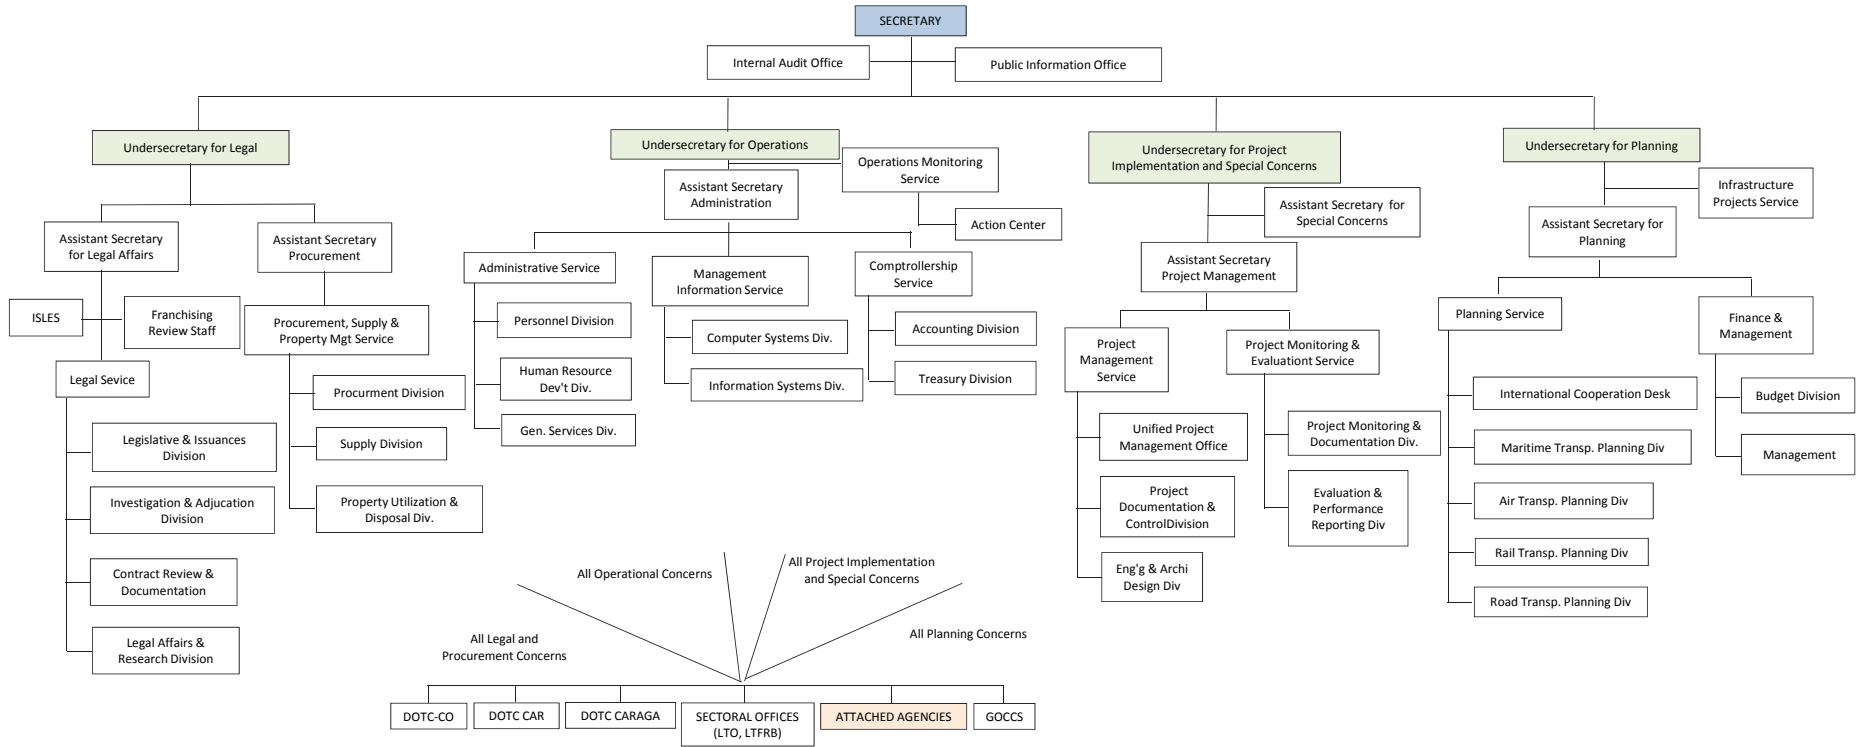 SECRETARY
Internal Audit Office
Public Information Office
Undersecretary for Legal
Undersecretary for Operations
Undersecretary for Project
Implementation and Special Concerns
Undersecretary for Planning
Operations Monitoring
Service
Assistant Secretary
Administration
Action Center
Assistant Secretary  for
Special Concerns
Infrastructure
Projects Service
Assistant Secretary
for Legal Affairs
Assistant Secretary
Procurement
Assistant Secretary
Project Management
Assistant Secretary for
Planning
ISLES
Franchising
Review Staff
Procurement, Supply &
Property Mgt Service
Administrative Service
Management
Information Service
Comptrollership
Service
Project
Management
Service
Project Monitoring &
Evaluationt Service
Planning Service
Finance &
Management
Legal Sevice
Legislative & Issuances
Division
Investigation & Adjucation
Division
Contract Review &
Documentation
Legal Affairs &
Research Division
Procurment Division
Supply Division
Property Utilization &
Disposal Div.
Personnel Division
Human Resource
Dev't Div.
Gen. Services Div.
Computer Systems Div.
Information Systems Div.
Accounting Division
Treasury Division
Unified Project
Management Office
Project
Documentation &
ControlDivision
Eng'g & Archi
Design Div
Project Monitoring &
Documentation Div.
Evaluation &
Performance
Reporting Div
International Cooperation Desk
Maritime Transp. Planning Div
Air Transp. Planning Div
Rail Transp. Planning Div
Road Transp. Planning Div
Budget Division
Management
All Legal and
Procurement Concerns
All Operational Concerns
All Project Implementation
and Special Concerns
All Planning Concerns
DOTC-CO
DOTC CAR
DOTC CARAGA
SECTORAL OFFICES
(LTO, LTFRB)
ATTACHED AGENCIES
GOCCS